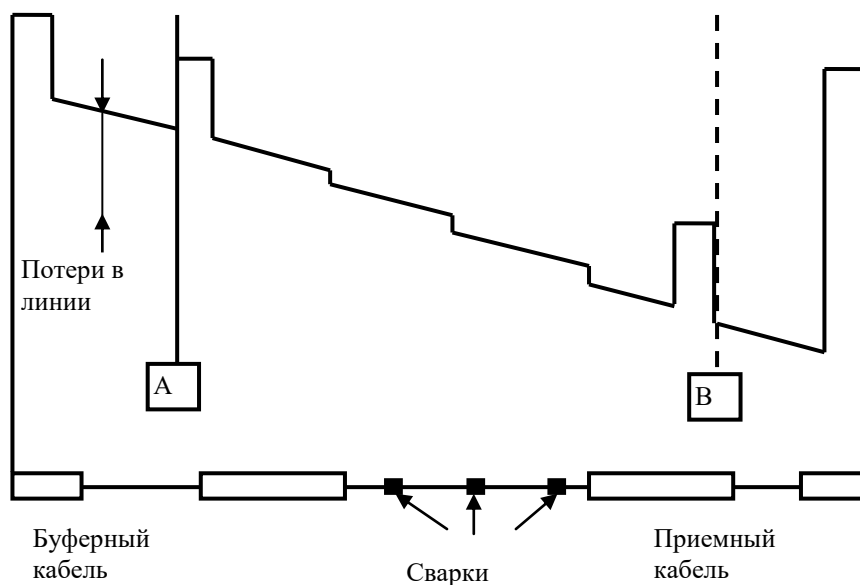 Потери в
линии
А
В
Буферный
кабель
Сварки
Приемный
кабель